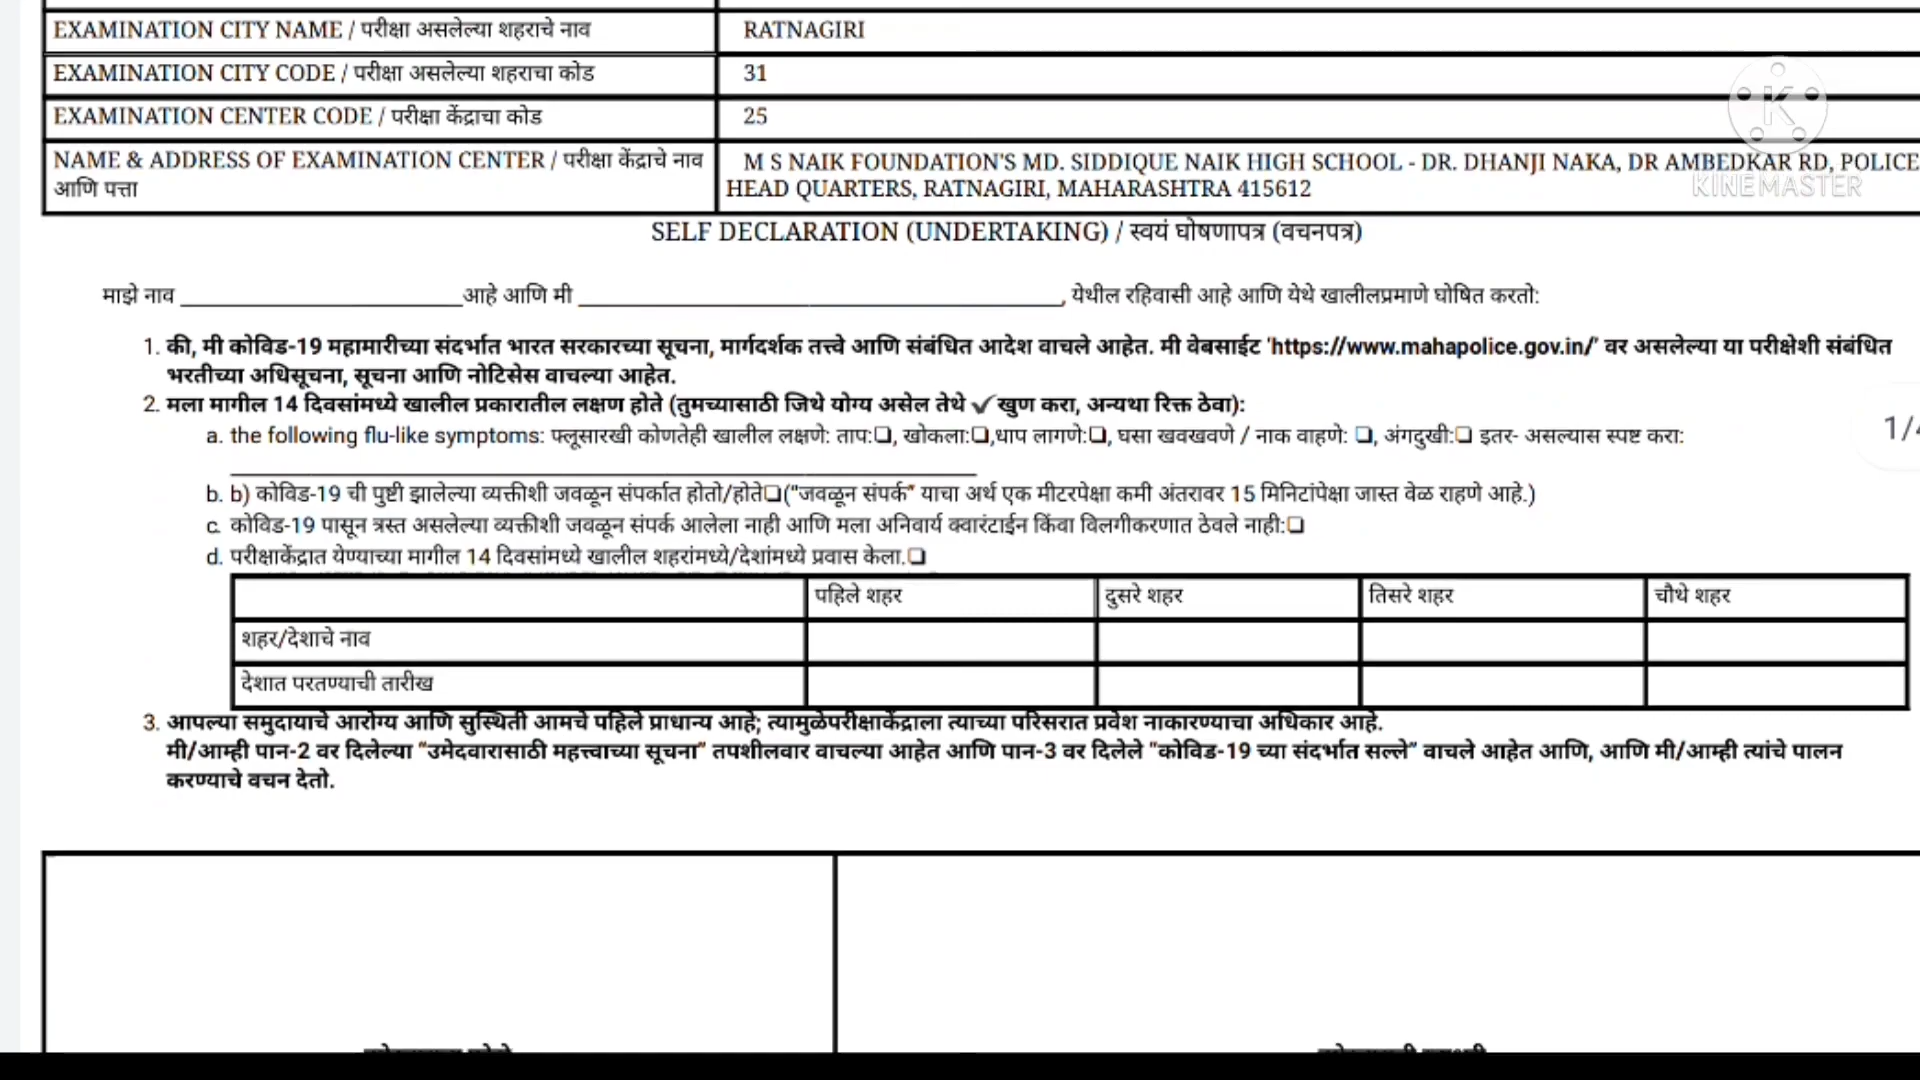 EXAMINATION CITY NAME / परीक्षा असलेल्या शहराचे नाव RATNAGIRI
EXAMINATION CITY CODE / परीक्षा असलेल्या शहराचा कोड 31
EXAMINATION CENTER CODE / परीक्षा केंद्राचा कोड 25
NAME & ADDRESS OF EXAMINATION CENTER / परीक्षा केंद्राचे नाव आणि पत्ता
M S NAIK FOUNDATION'S MD. SIDDIQUE NAIK HIGH SCHOOL - DR. DHANJI NAKA, DR AMBEDKAR RD, POLICE
HEAD QUARTERS, RATNAGIRI, MAHARASHTRA 415612
KINEMASTER
SELF DECLARATION (UNDERTAKING) / स्वयं घोषणापत्र (वचनपत्र)
माझे नाव ____________________ आहे आणि मी ____________________, येथील रहिवासी आहे आणि येथे खालीलप्रमाणे घोषित करतो:
1. की, मी कोविड-19 महामारीच्या संदर्भात भारत सरकारच्या सूचना, मार्गदर्शक तत्त्वे आणि संबंधित आदेश वाचले आहेत. मी वेबसाईट 'https://www.mahapolice.gov.in/' वर असलेल्या या परीक्षेशी संबंधित
भरतीच्या अधिसूचना, सूचना आणि नोटिसेस वाचल्या आहेत.
2. मला मागील 14 दिवसांमध्ये खालील प्रकारातील लक्षण होते (तुमच्यासाठी जिथे योग्य असेल तेथे ✓खुण करा, अन्यथा रिक्त ठेवा):
a. the following flu-like symptoms: फ्लूसारखी कोणतेही खालील लक्षणे: ताप:❏, खोकला:❏,धाप लागणे:❏, घसा खवखवणे / नाक वाहणे: ❏, अंगदुखी:❏ इतर- असल्यास स्पष्ट करा:
1/4
b. b) कोविड-19 ची पुष्टी झालेल्या व्यक्तीशी जवळून संपर्कात होतो/होते❏("जवळून संपर्क" याचा अर्थ एक मीटरपेक्षा कमी अंतरावर 15 मिनिटांपेक्षा जास्त वेळ राहणे आहे.)
c. कोविड-19 पासून त्रस्त असलेल्या व्यक्तीशी जवळून संपर्क आलेला नाही आणि मला अनिवार्य क्वारंटाईन किंवा विलगीकरणात ठेवले नाही:❏
d. परीक्षाकेंद्रात येण्याच्या मागील 14 दिवसांमध्ये खालील शहरांमध्ये/देशांमध्ये प्रवास केला.❏
पहिले शहर दुसरे शहर तिसरे शहर चौथे शहर
शहर/देशाचे नाव
देशात परतण्याची तारीख
3. आपल्या समुदायाचे आरोग्य आणि सुस्थिती आमचे पहिले प्राधान्य आहे; त्यामुळेपरीक्षाकेंद्राला त्याच्या परिसरात प्रवेश नाकारण्याचा अधिकार आहे.
मी/आम्ही पान-2 वर दिलेल्या "उमेदवारासाठी महत्त्वाच्या सूचना" तपशीलवार वाचल्या आहेत आणि पान-3 वर दिलेले "कोविड-19 च्या संदर्भात सल्ले" वाचले आहेत आणि, आणि मी/आम्ही त्यांचे पालन
करण्याचे वचन देतो.